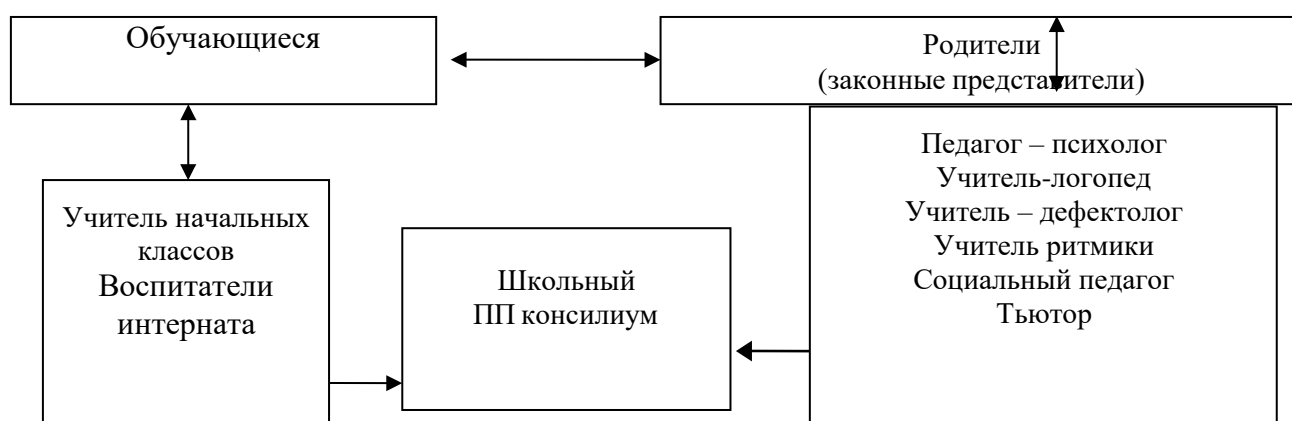 Обучающиеся
Родители
(законные представители)
Учитель начальных
классов
Воспитатели
интерната
Школьный
ПП консилиум
Педагог – психолог
Учитель-логопед
Учитель – дефектолог
Учитель ритмики
Социальный педагог
Тьютор